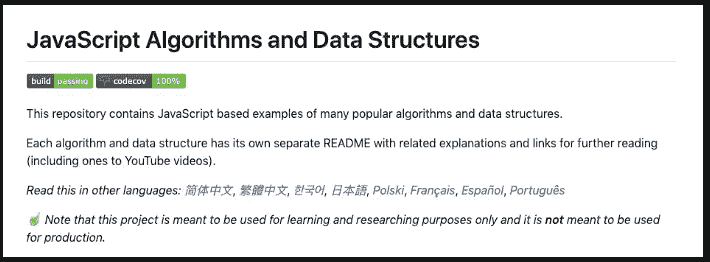 JavaScript Algorithms and Data Structures
build passing codecov 100%
This repository contains JavaScript based examples of many popular algorithms and data structures.
Each algorithm and data structure has its own separate README with related explanations and links for further reading
(including ones to YouTube videos).
Read this in other languages: 简体中文, 繁體中文, 한국어, 日本語, Polski, Français, Español, Português
Note that this project is meant to be used for learning and researching purposes only and it is not meant to be used
for production.